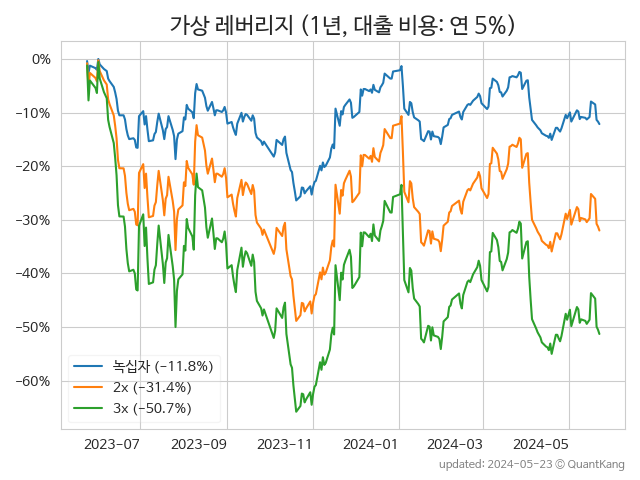 가상 레버리지 (1년, 대출 비용: 연 5%)
0%
−10%
−20%
−30%
−40%
−50%
−60%
녹십자 (−11.8%)
2x (−31.4%)
3x (−50.7%)
2023-07 2023-09 2023-11 2024-01 2024-03 2024-05
updated: 2024-05-23 © QuantKang